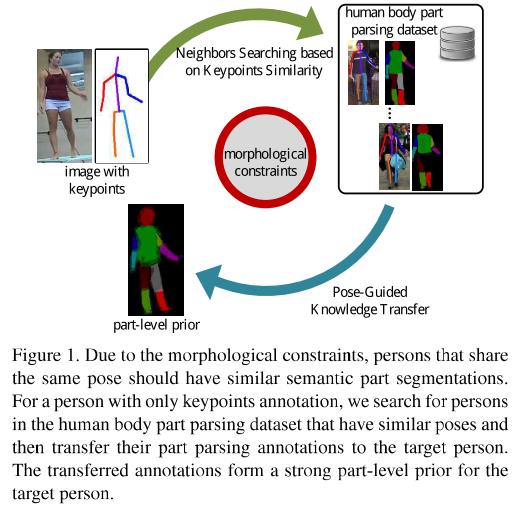 human body part
parsing dataset
Neighbors Searching based
on Keypoints Similarity
image with
keypoints
morphological
constraints
part-level prior
Pose-Guided
Knowledge Transfer
Figure 1. Due to the morphological constraints, persons that share
the same pose should have similar semantic part segmentations.
For a person with only keypoints annotation, we search for persons
in the human body part parsing dataset that have similar poses and
then transfer their part parsing annotations to the target person.
The transferred annotations form a strong part-level prior for the
target person.